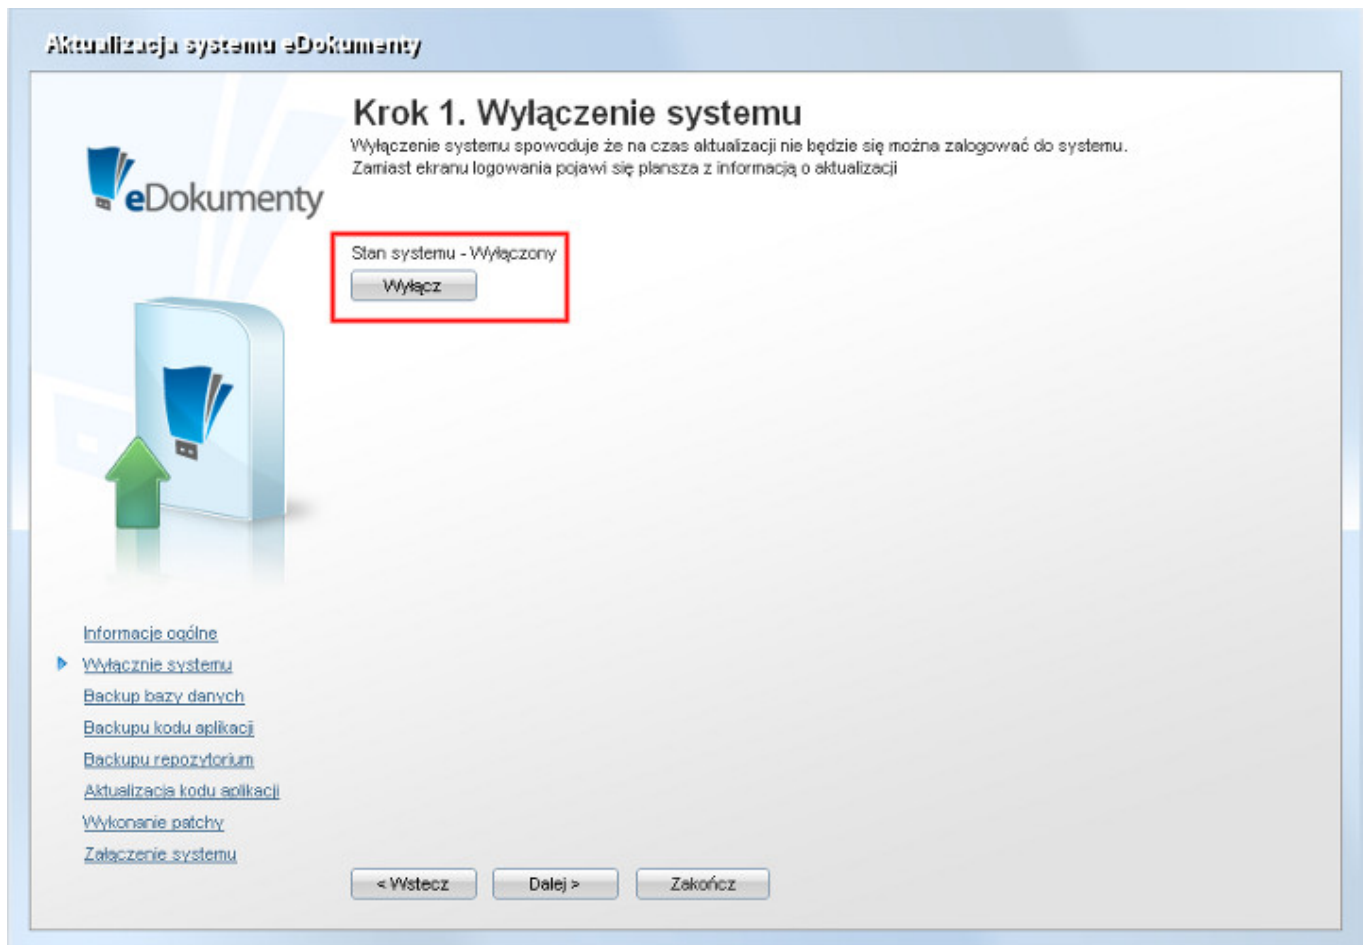 Aktualizacja systemu eDokumenty
Krok 1. Wyłączenie systemu
Wyłączenie systemu spowoduje że na czas aktualizacji nie będzie się można zalogować do systemu.
Zamiast ekranu logowania pojawi się plansza z informacją o aktualizacji
eDokumenty
Stan systemu - Wyłączony
Wyłącz
Informacje ogólne
Wyłącznie systemu
Backup bazy danych
Backupu kodu aplikacji
Backupu repozytorium
Aktualizacja kodu aplikacji
Wykonanie patchy
Załączenie systemu
< Wstecz
Dalej >
Zakończ